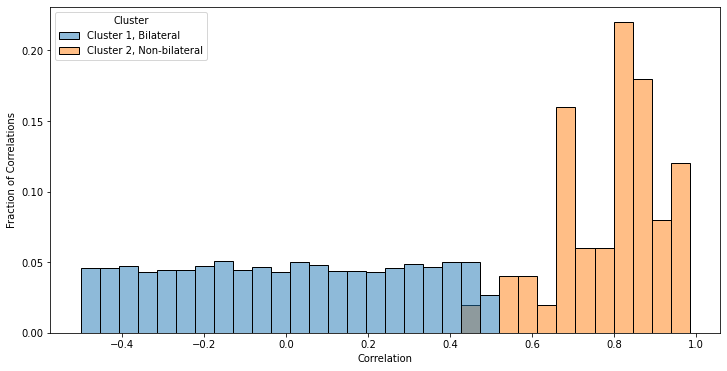 Cluster
Cluster 1, Bilateral
Cluster 2, Non-bilateral
Fraction of Correlations
0.20
0.15
0.10
0.05
0.00
−0.4
−0.2
0.0
0.2
0.4
0.6
0.8
1.0
Correlation